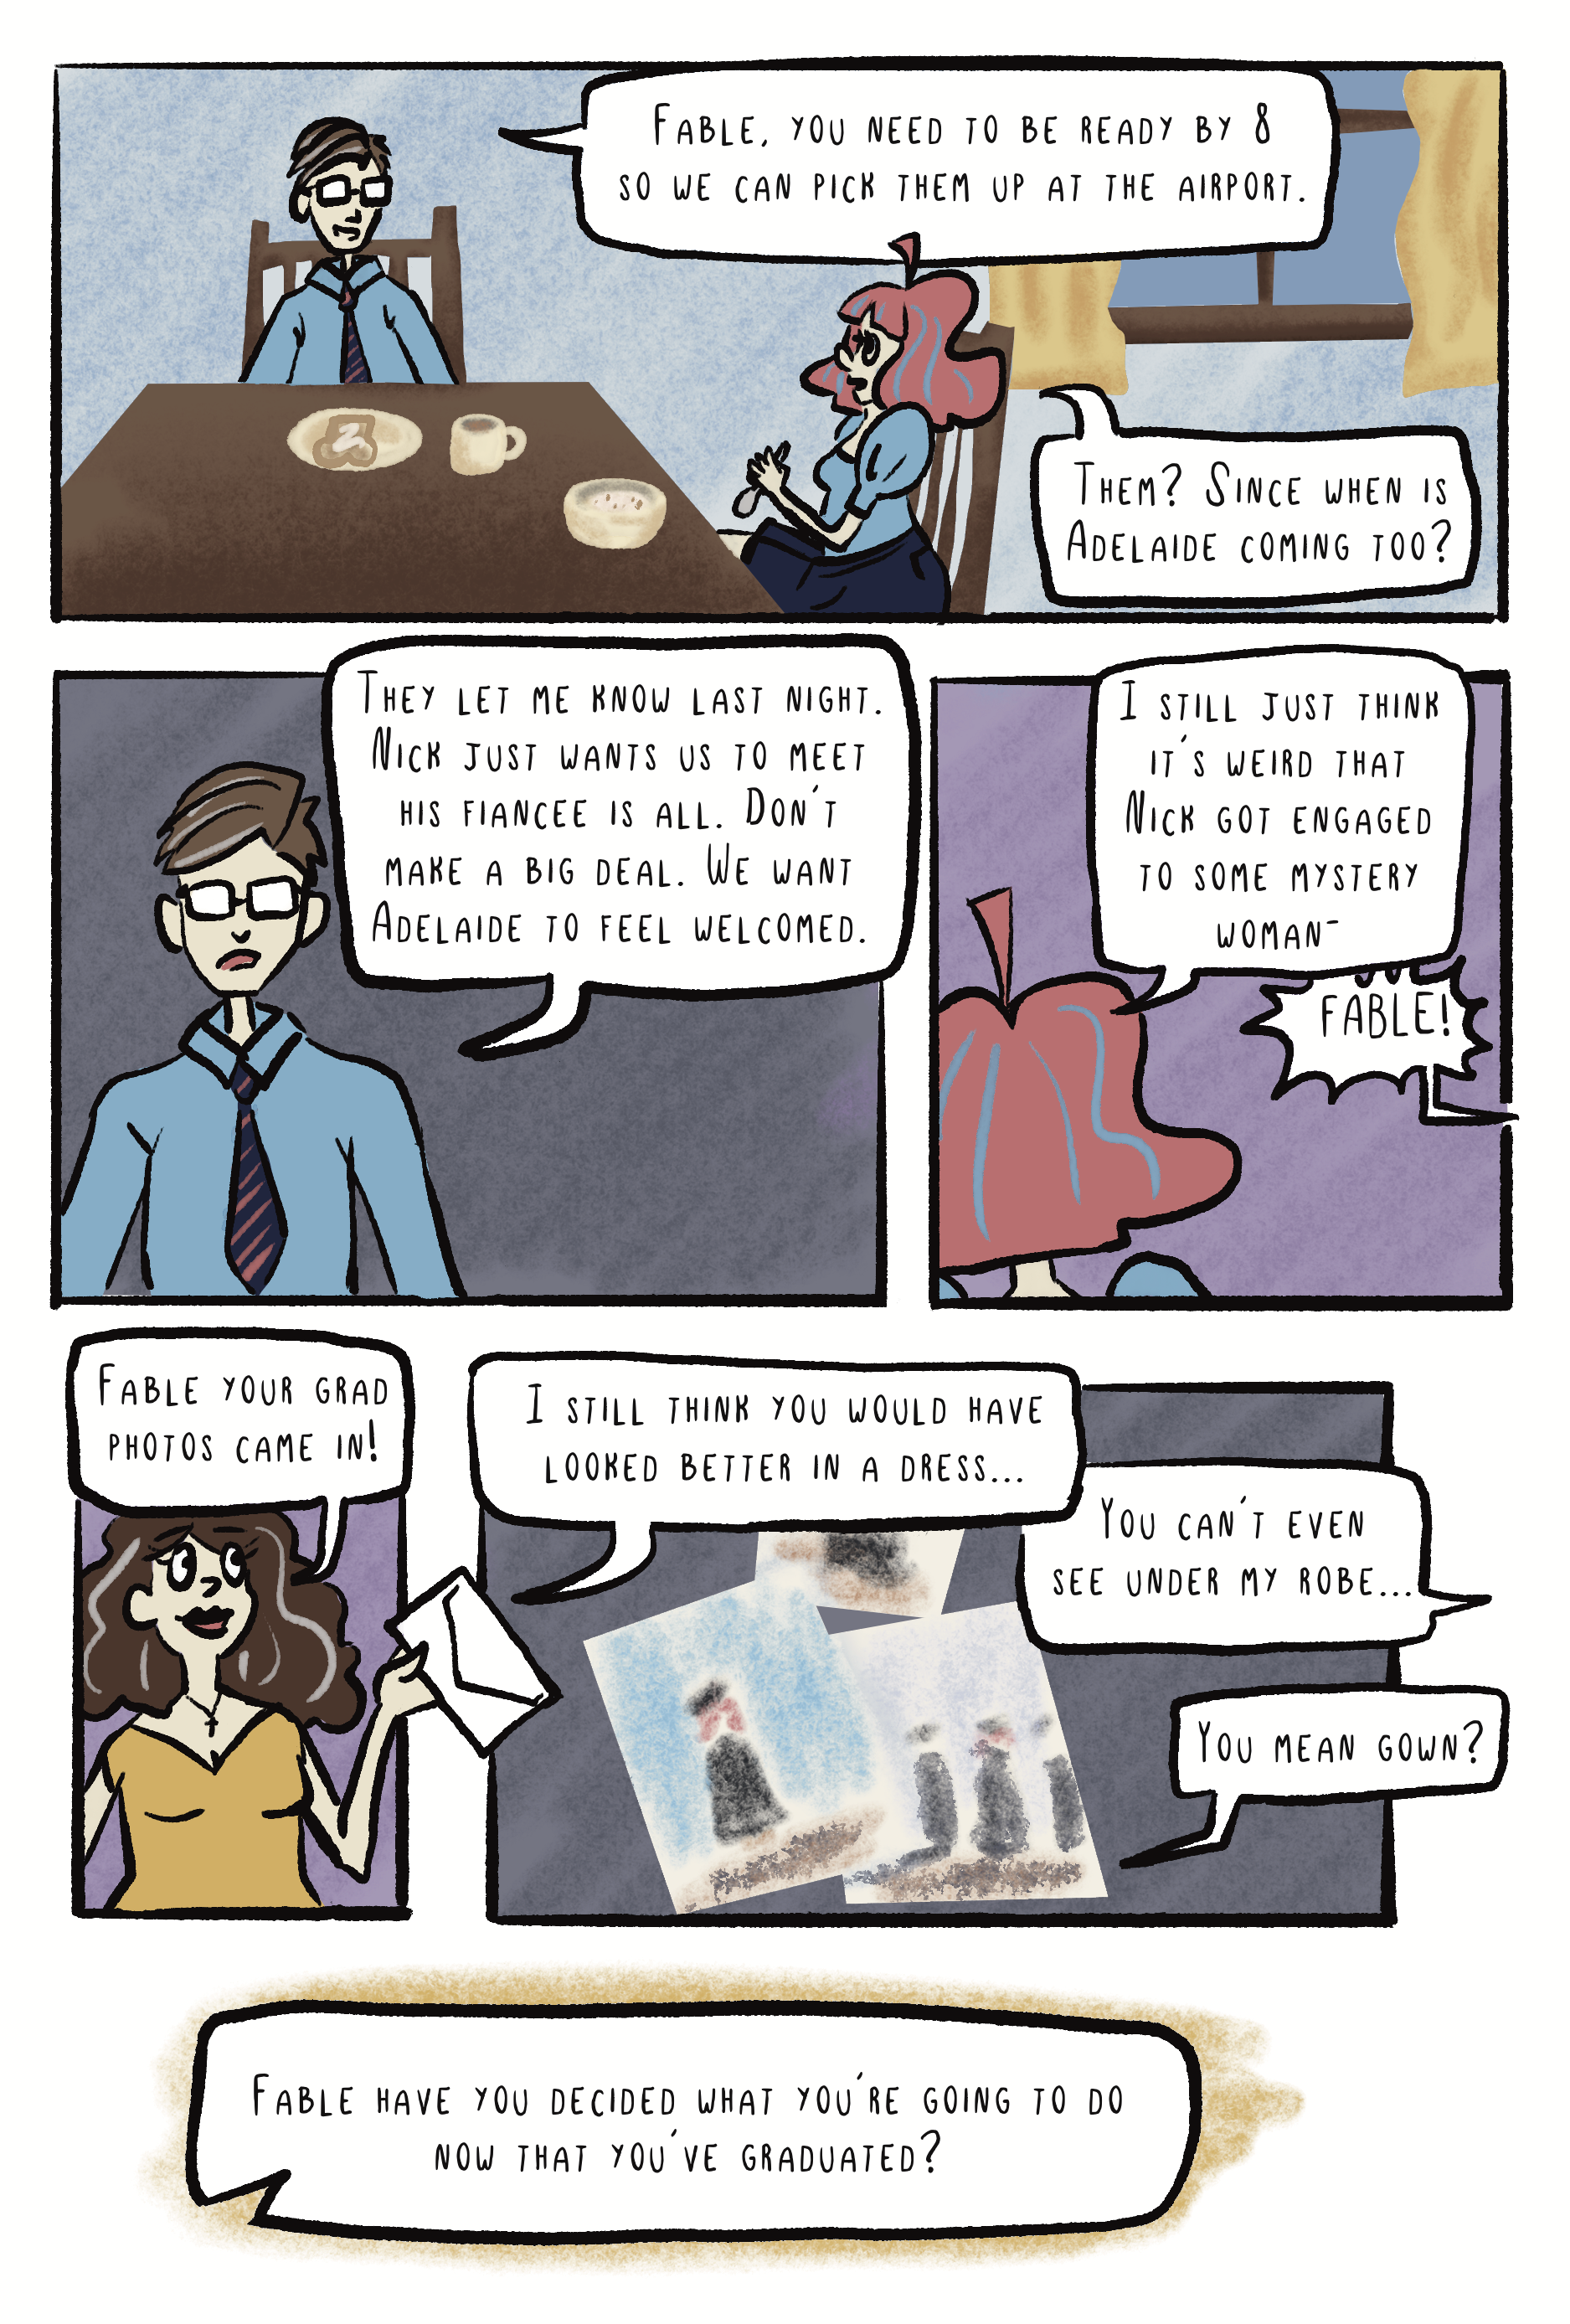 Fable, you need to be ready by 8
so we can pick them up at the airport.
Them? Since when is
Adelaide coming too?
They let me know last night.
Nick just wants us to meet
his fiancee is all. Don't
make a big deal. We want
Adelaide to feel welcomed.
I still just think
it's weird that
Nick got engaged
to some mystery
woman-
FABLE!
Fable your grad
photos came in!
I still think you would have
looked better in a dress...
You can't even
see under my robe...
You mean gown?
Fable have you decided what you're going to do
now that you've graduated?